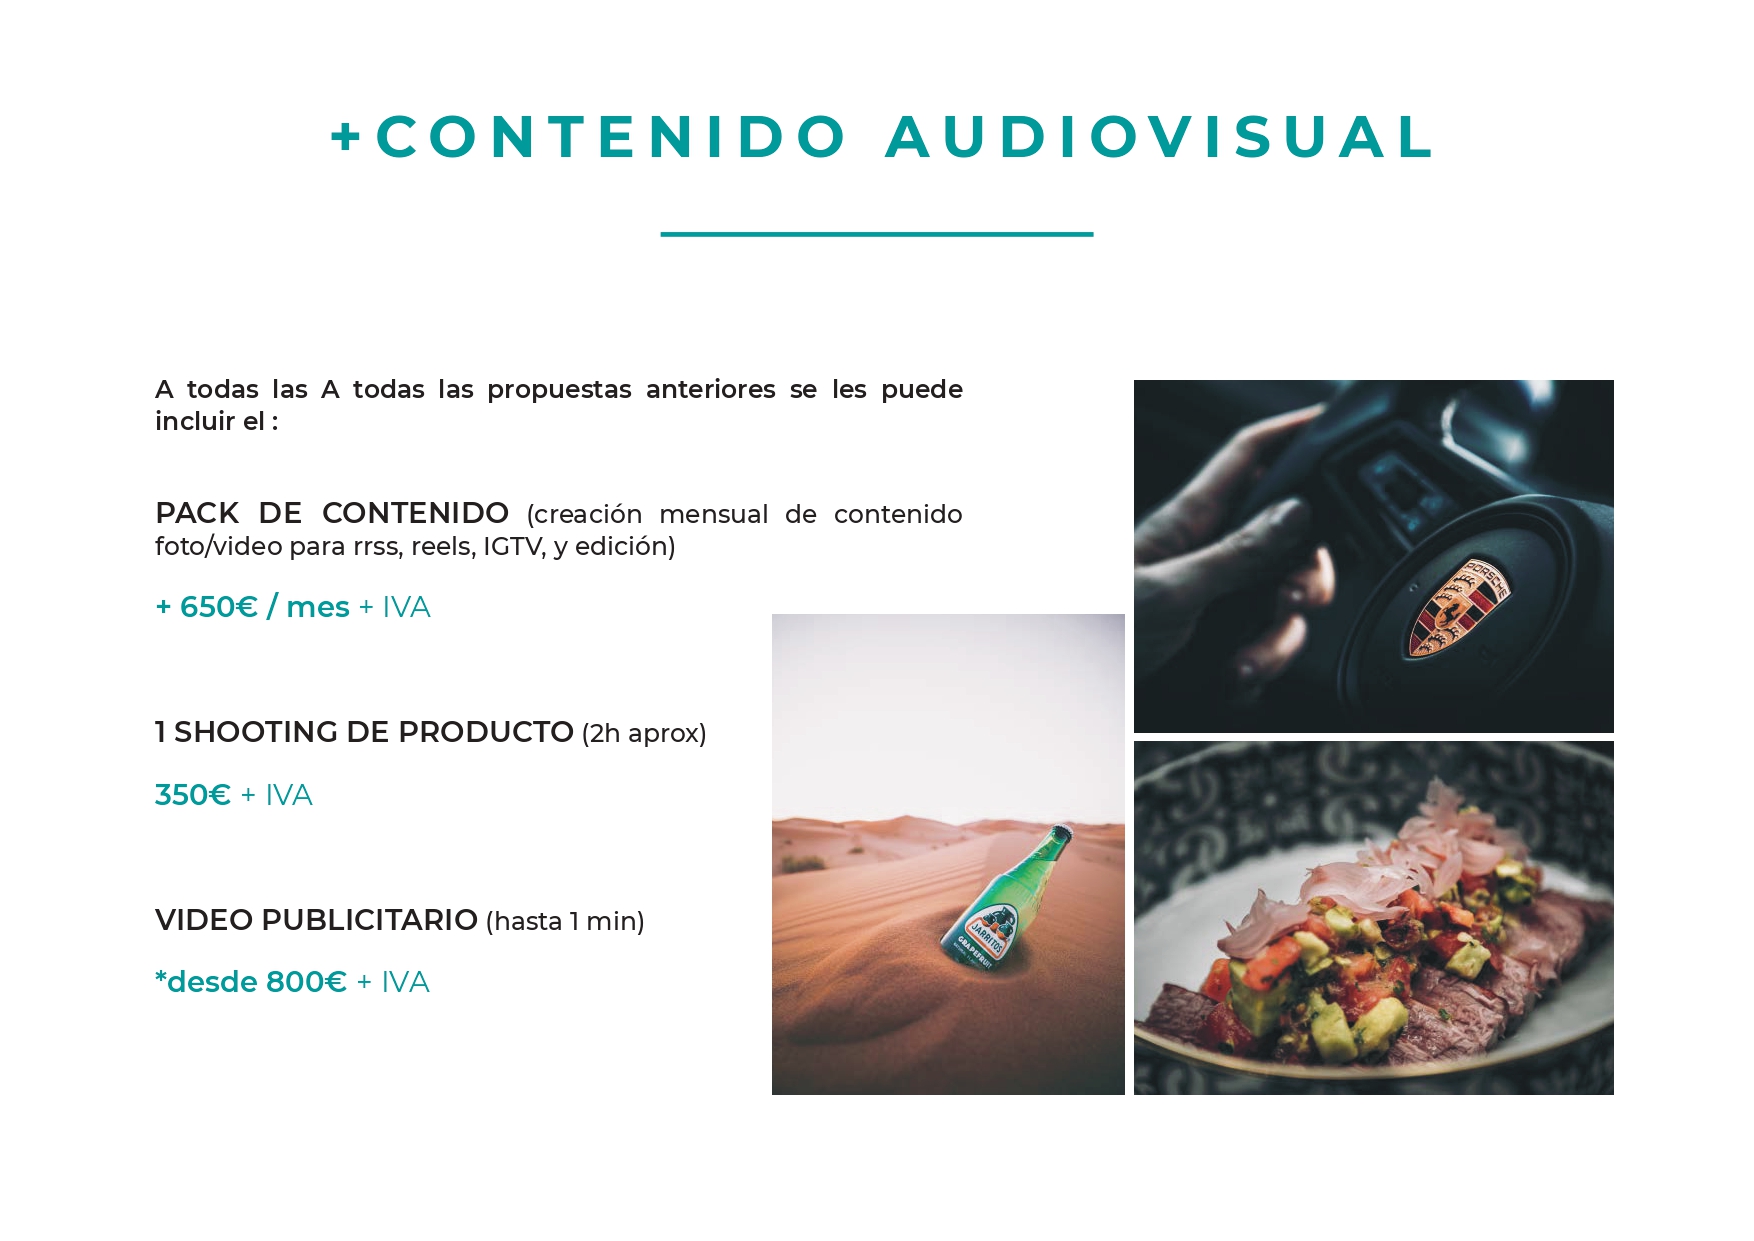 +CONTENIDO AUDIOVISUAL
A todas las A todas las propuestas anteriores se les puede
incluir el :
PACK DE CONTENIDO (creación mensual de contenido
foto/video para rrss, reels, IGTV, y edición)
+ 650€ / mes + IVA
1 SHOOTING DE PRODUCTO (2h aprox)
350€ + IVA
VIDEO PUBLICITARIO (hasta 1 min)
*desde 800€ + IVA
PORSCHE
JARRITOS
GRAPEFRUIT